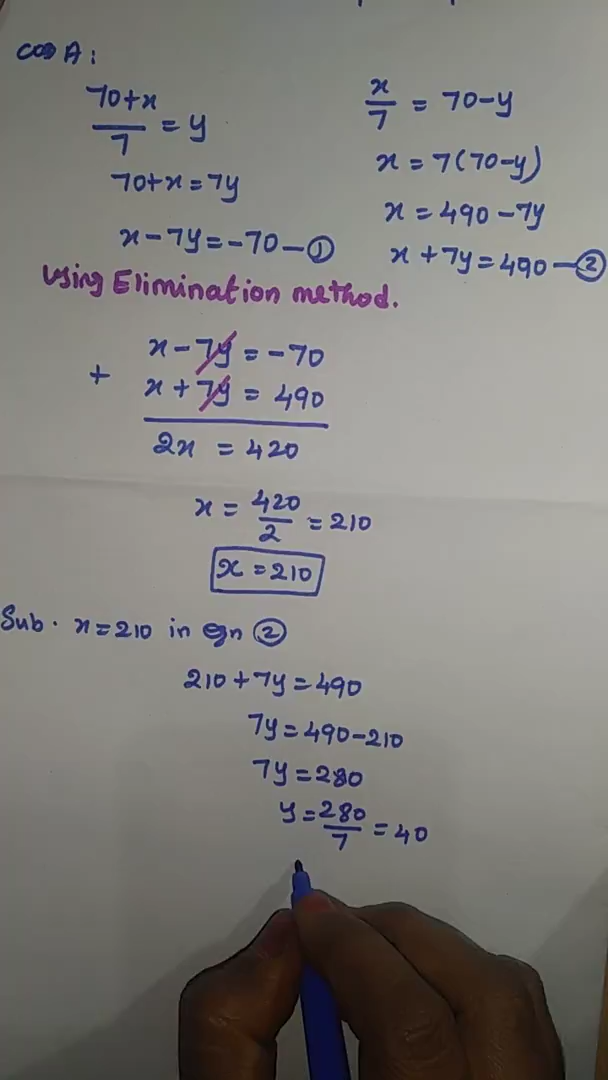 A:
70+x / 7 = y
70+x=7y
x-7y=-70-①
x/7 = 70-y
x=7(70-y)
x=490-7y
x+7y=490-②
Using Elimination method.
x-7y=-70
+ x+7y=490
2x=420
x=420/2=210
x=210
Sub. x=210 in eqn ②
210+7y=490
7y=490-210
7y=280
y=280/7=40